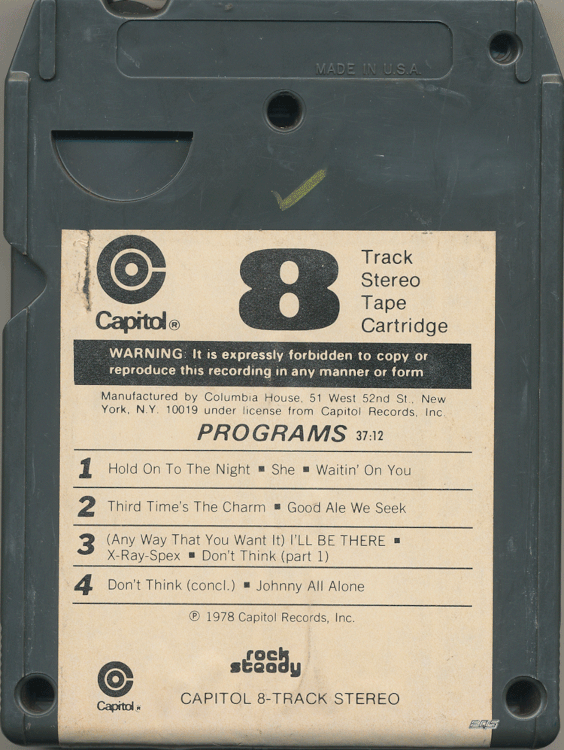 MADE IN U.S.A.
Capitol®
8
Track
Stereo
Tape
Cartridge
WARNING: It is expressly forbidden to copy or
reproduce this recording in any manner or form
Manufactured by Columbia House, 51 West 52nd St., New
York, N.Y. 10019 under license from Capitol Records, Inc.
PROGRAMS 37:12
1 Hold On To The Night ■ She ■ Waitin' On You
2 Third Time's The Charm ■ Good Ale We Seek
3 (Any Way That You Want It) I'LL BE THERE ■
X-Ray-Spex ■ Don't Think (part 1)
4 Don't Think (concl.) ■ Johnny All Alone
℗ 1978 Capitol Records, Inc.
rock
steady
Capitol
CAPITOL 8-TRACK STEREO